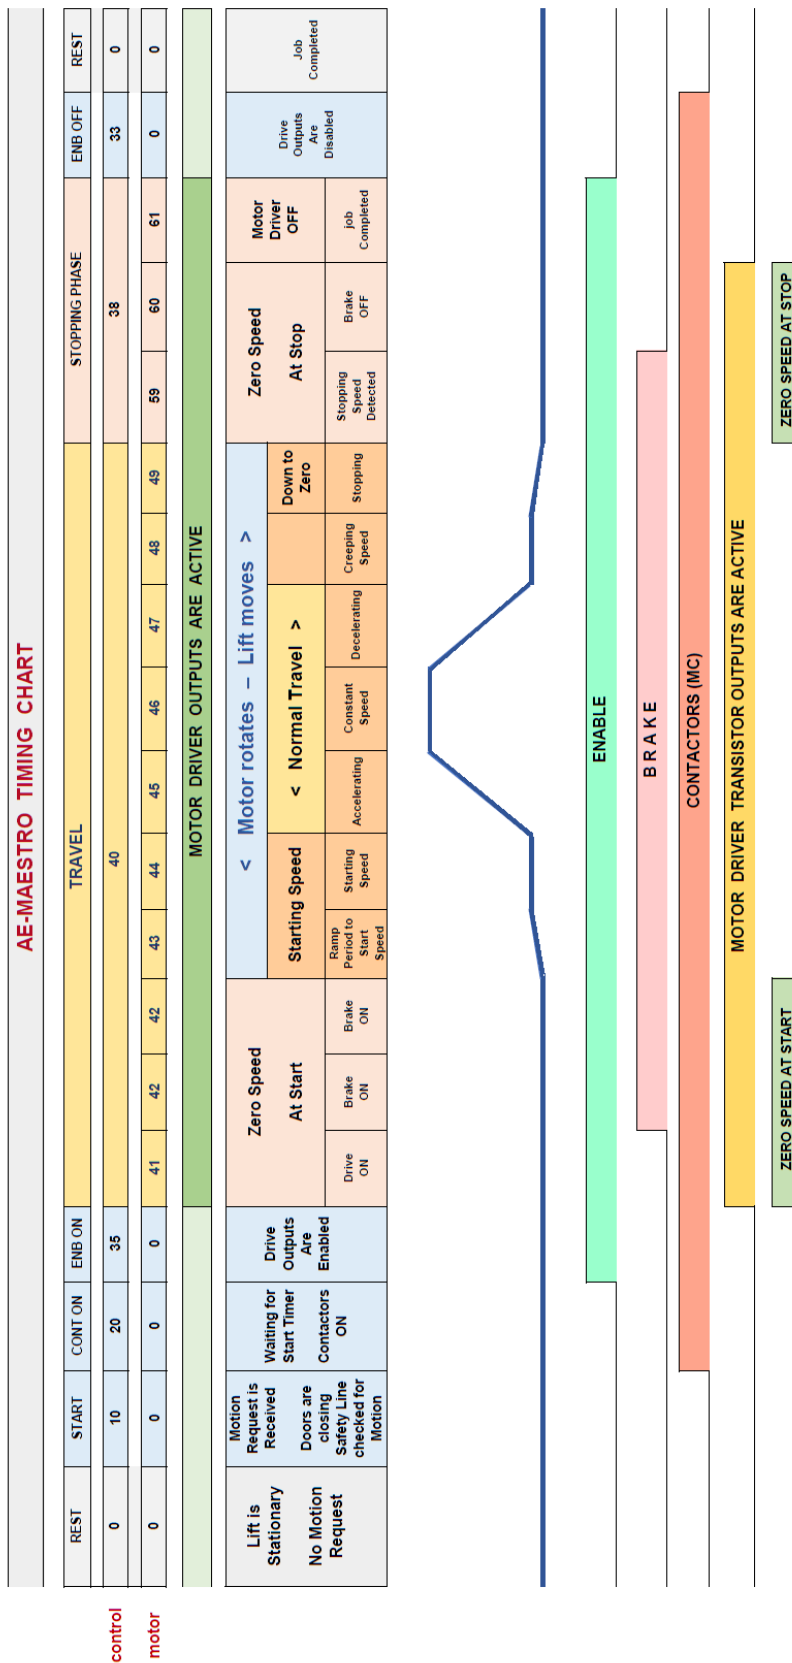 AE-MAESTRO TIMING CHART
REST START CONT ON ENB ON TRAVEL STOPPING PHASE ENB OFF REST
control 0 10 20 35 40 38 33 0
motor 0 0 0 0 41 42 42 43 44 45 46 47 48 49 59 60 61 0 0
MOTOR DRIVER OUTPUTS ARE ACTIVE
Lift is
Stationary
No Motion
Request
Motion
Request is
Received
Doors are
closing
Safety Line
checked for
Motion
Waiting for
Start Timer
Contactors
ON
Drive
Outputs
Are
Enabled
Zero Speed
At Start
Drive
ON
Brake
ON
Brake
ON
< Motor rotates – Lift moves >
Starting Speed
Ramp
Period to
Start
Speed
Starting
Speed
< Normal Travel >
Accelerating
Constant
Speed
Decelerating
Creeping
Speed
Down to
Zero
Stopping
Zero Speed
At Stop
Stopping
Speed
Detected
Brake
OFF
Motor
Driver
OFF
job
Completed
Drive
Outputs
Are
Disabled
Job
Completed
ENABLE
B R A K E
CONTACTORS (MC)
MOTOR DRIVER TRANSISTOR OUTPUTS ARE ACTIVE
ZERO SPEED AT START
ZERO SPEED AT STOP